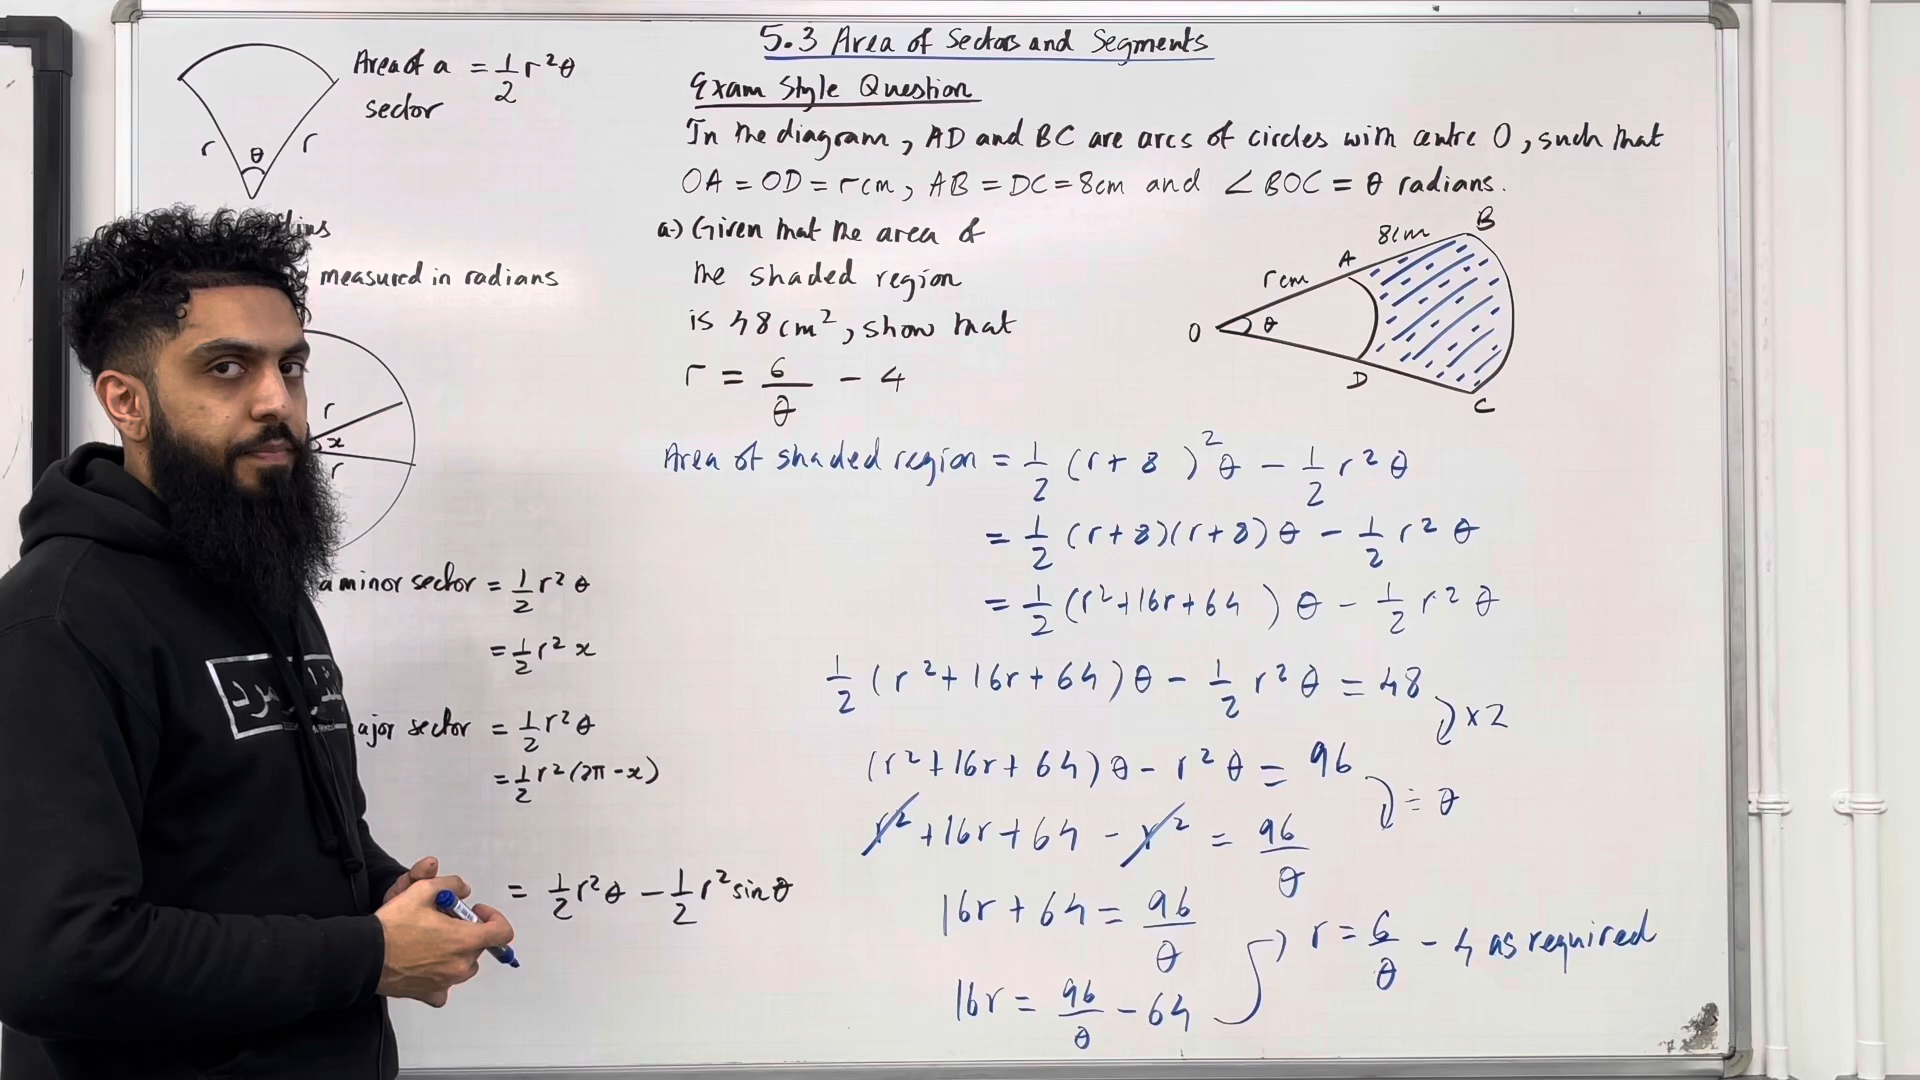 5.3 Area of Sectors and Segments
Area of a = 1/2 r²θ
sector
r θ r
measured in radians
r
x
r
a minor sector = 1/2 r²θ
= 1/2 r² x
ajor sector = 1/2 r²θ
= 1/2 r² (2π - x)
= 1/2 r²θ - 1/2 r² sin θ
Exam Style Question
In the diagram, AD and BC are arcs of circles with centre O, such that
OA = OD = r cm, AB = DC = 8cm and ∠BOC = θ radians.
a) Given that the area of
the shaded region
is 48cm², show that
r = 6/θ - 4
B
8cm
A
r cm
O θ
D
C
Area of shaded region = 1/2 (r + 8)²θ - 1/2 r²θ
= 1/2 (r+8)(r+8)θ - 1/2 r²θ
= 1/2 (r²+16r+64)θ - 1/2 r²θ
1/2 (r²+16r+64)θ - 1/2 r²θ = 48
×2
(r²+16r+64)θ - r²θ = 96
÷θ
r²+16r+64 - r² = 96/θ
16r+64 = 96/θ
16r = 96/θ - 64
r = 6/θ - 4 as required